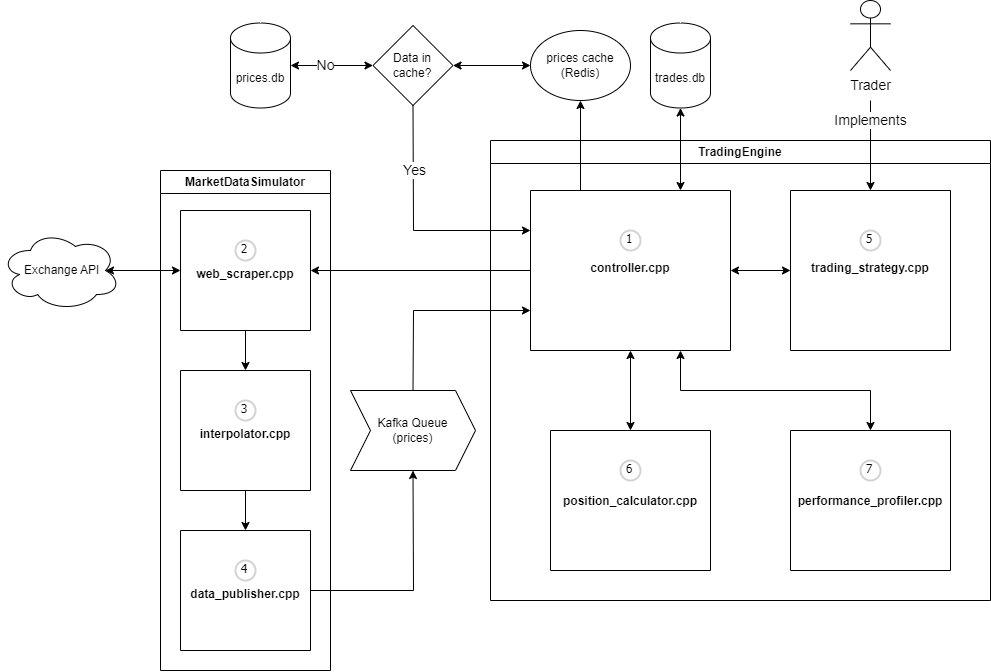 prices.db
No
Data in
cache?
prices cache
(Redis)
trades.db
Trader
Implements
Yes
TradingEngine
MarketDataSimulator
Exchange API
2
web_scraper.cpp
1
controller.cpp
5
trading_strategy.cpp
3
interpolator.cpp
Kafka Queue
(prices)
6
position_calculator.cpp
7
performance_profiler.cpp
4
data_publisher.cpp